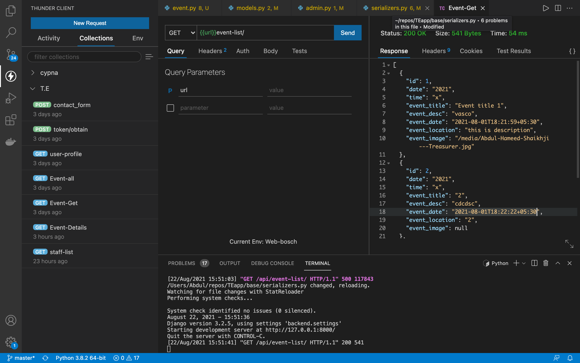 THUNDER CLIENT
New Request
Activity Collections Env
filter collections
cypna
T.E
POST contact_form
3 days ago
POST token/obtain
3 days ago
GET user-profile
3 days ago
GET Event-all
3 days ago
GET Event-Get
3 days ago
GET Event-Details
3 hours ago
GET staff-list
23 hours ago
event.py 8, U
models.py 2, U
admin.py 1, U
serializers.py 6, U
Event-Get
~/repos/TEapp/base/serializers.py • 6 problems
in this file • Modified
GET {{url}}event-list/ Send
Query Headers 2 Auth Body Tests
Query Parameters
url value
parameter value
Current Env: Web-bosch
Status: 200 OK Size: 541 Bytes Time: 54 ms
Response Headers 9 Cookies Test Results { }
1 [
2 {
3 "id": 1,
4 "date": "2021",
5 "time": "x",
6 "event_title": "Event title 1",
7 "event_desc": "vasco",
8 "event_date": "2021-08-01T18:21:59+05:30",
9 "event_location": "this is description",
10 "event_image": "/media/Abdul-Hameed-Shaikhji
---Treasurer.jpg"
11 },
12 {
13 "id": 2,
14 "date": "2021",
15 "time": "x",
16 "event_title": "2",
17 "event_desc": "cdcdsc",
18 "event_date": "2021-08-01T18:22:22+05:30",
19 "event_location": "2",
20 "event_image": null
21 },
PROBLEMS 17 OUTPUT DEBUG CONSOLE TERMINAL Python
[22/Aug/2021 15:51:03] "GET /api/event-list/ HTTP/1.1" 500 117843
/Users/Abdul/repos/TEapp/base/serializers.py changed, reloading.
Watching for file changes with StatReloader
Performing system checks...
System check identified no issues (0 silenced).
August 22, 2021 - 15:51:36
Django version 3.2.5, using settings 'backend.settings'
Starting development server at http://127.0.0.1:8000/
Quit the server with CONTROL-C.
[22/Aug/2021 15:51:41] "GET /api/event-list/ HTTP/1.1" 200 541
master* Python 3.8.2 64-bit 0 17